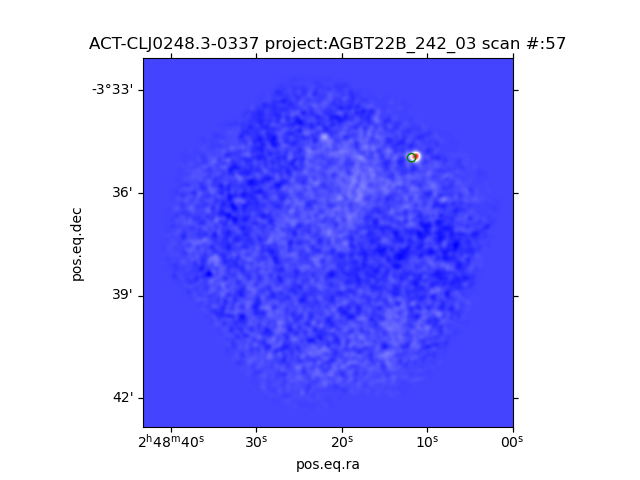 ACT-CLJ0248.3-0337 project:AGBT22B_242_03 scan #:57
-3°33'
36'
39'
42'
pos.eq.dec
2ʰ48ᵐ40ˢ 30ˢ 20ˢ 10ˢ 00ˢ
pos.eq.ra